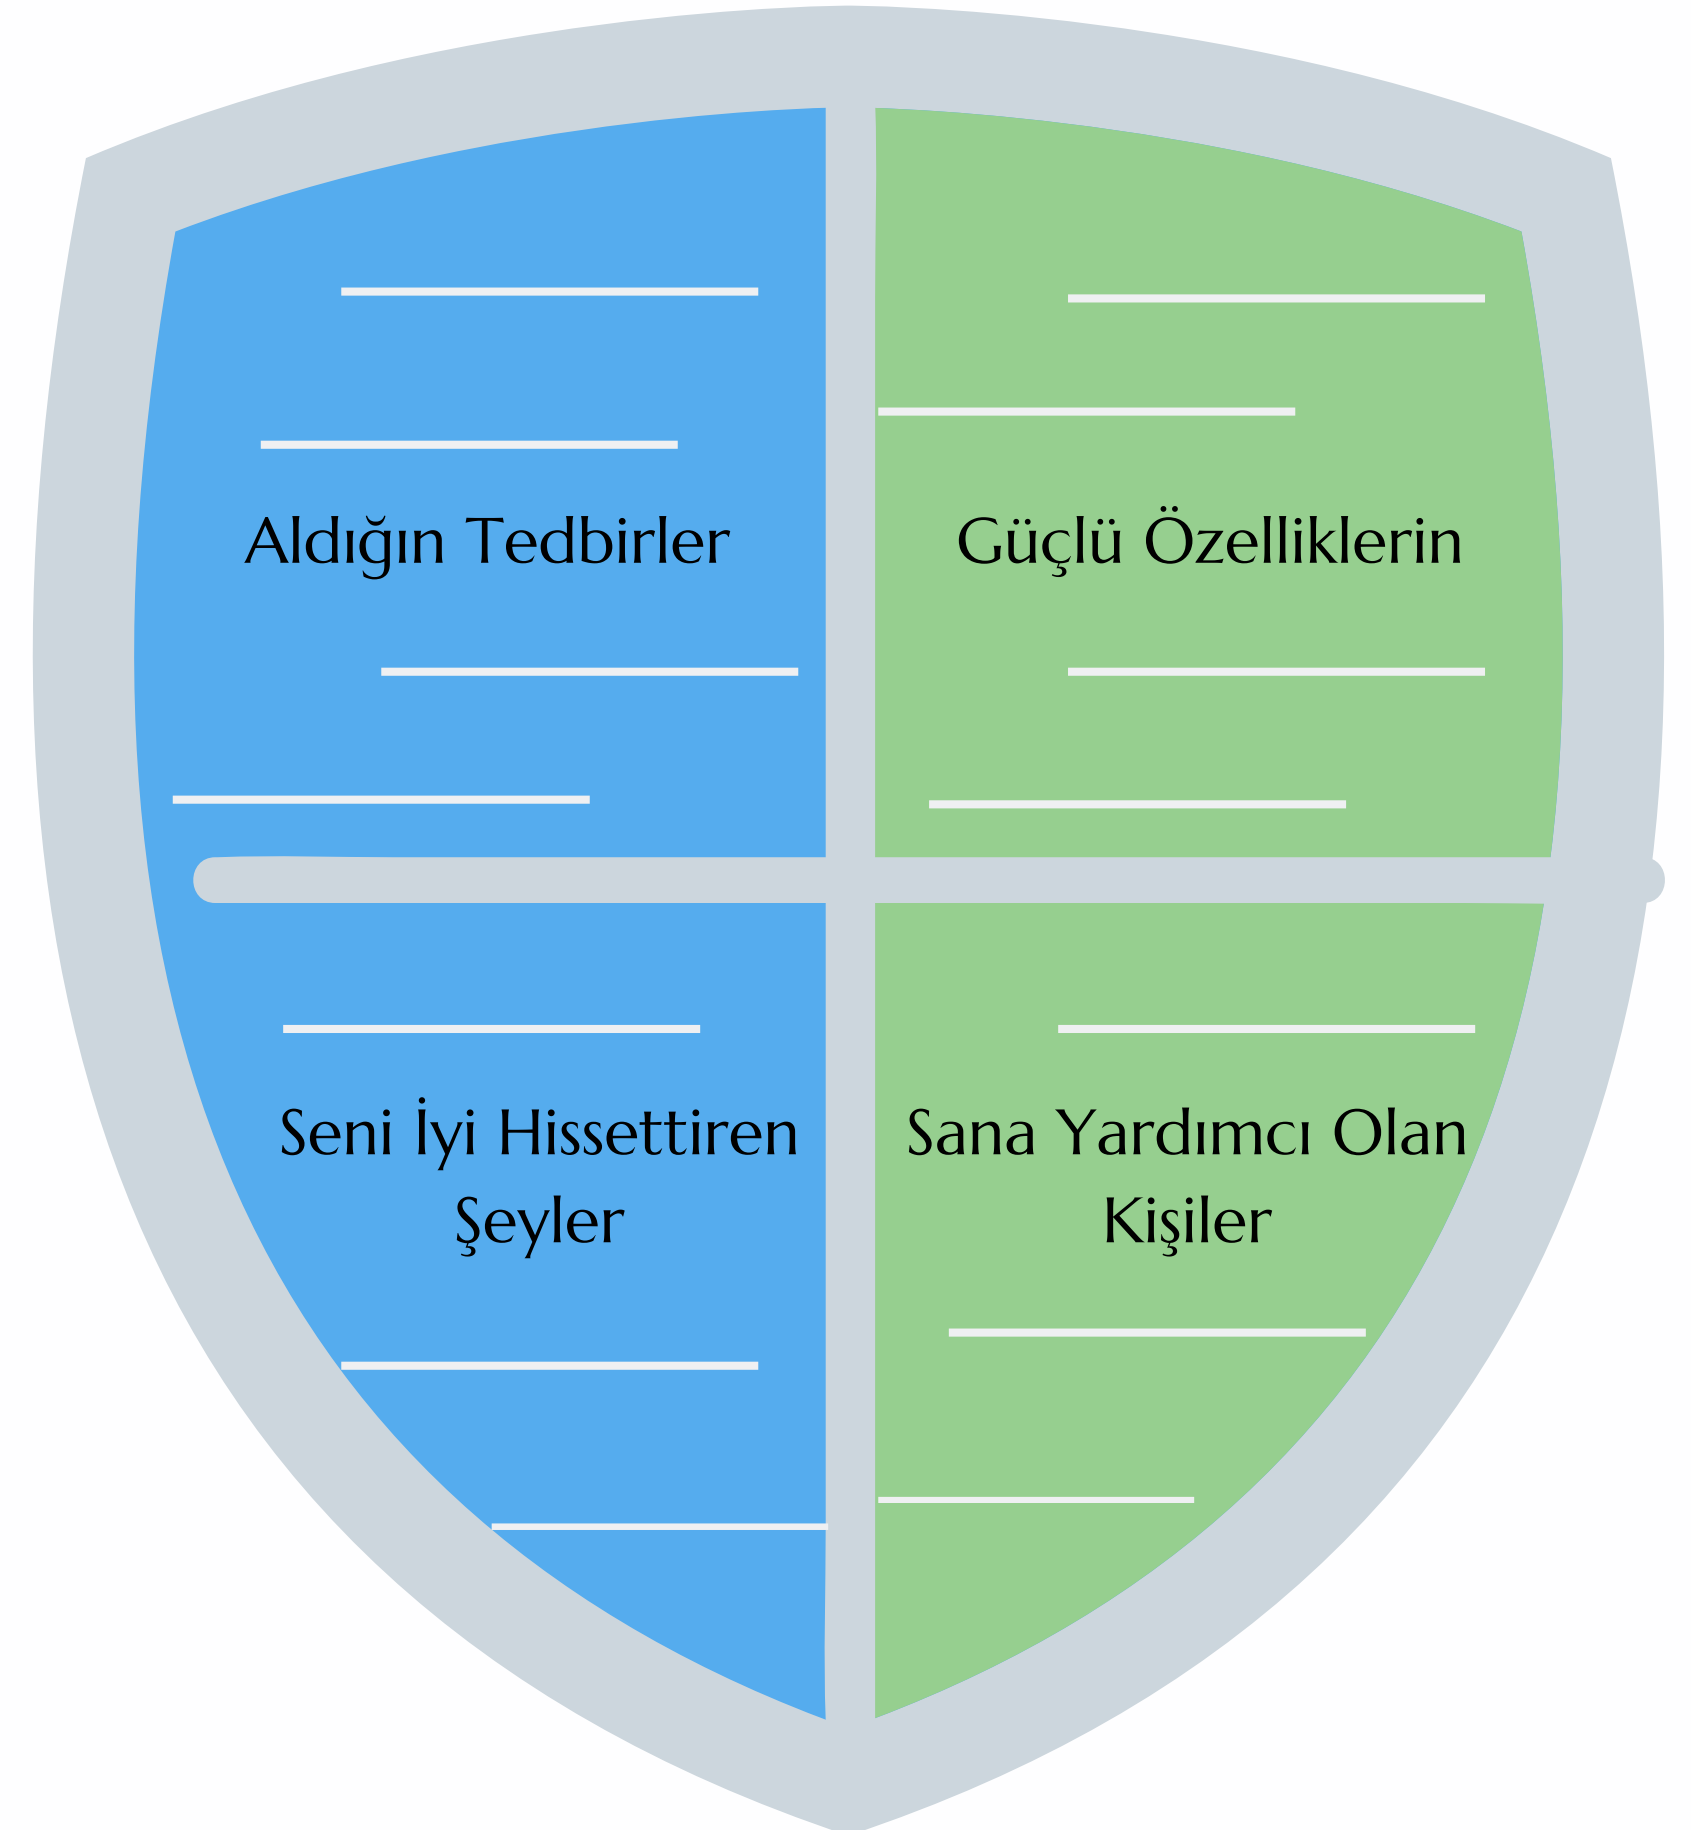 Aldığın Tedbirler
Güçlü Özelliklerin
Seni İyi Hissettiren
Şeyler
Sana Yardımcı Olan
Kişiler